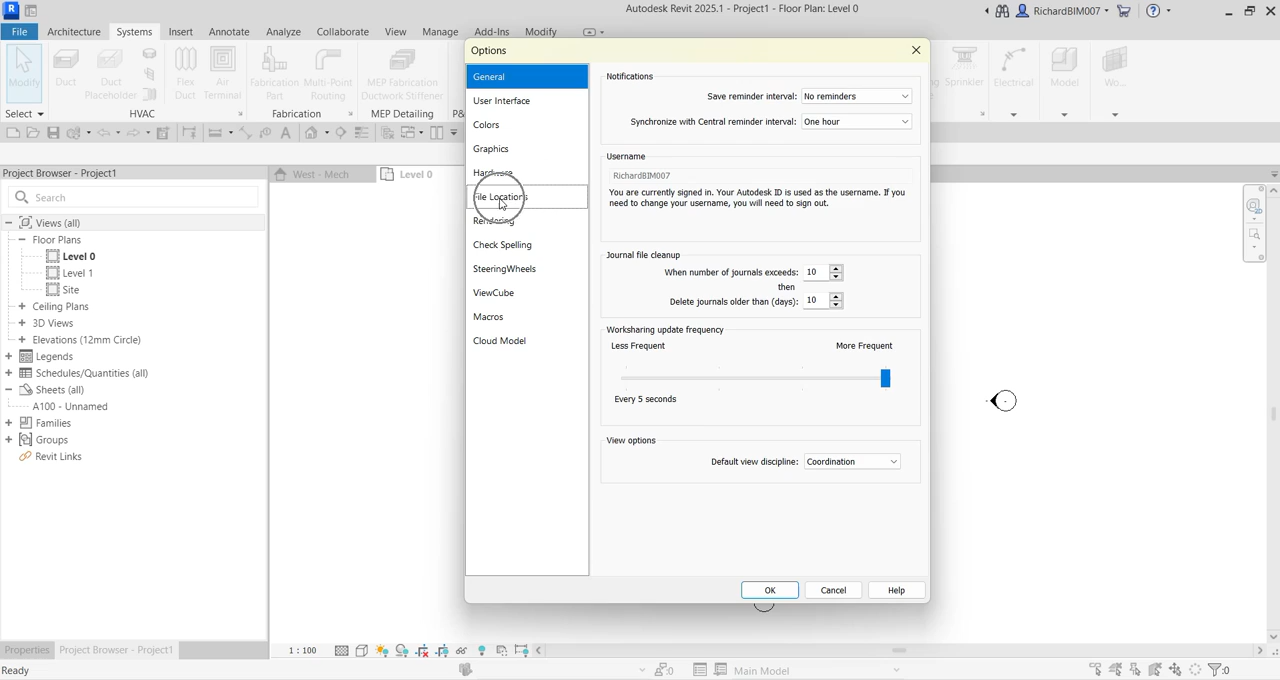 Autodesk Revit 2025.1 - Project1 - Floor Plan: Level 0
RichardBIM007
File Architecture Systems Insert Annotate Analyze Collaborate View Manage Add-Ins Modify
Modify
Duct
Duct Placeholder
Flex Duct
Air Terminal
Fabrication Part
Multi-Point Routing
MEP Fabrication Ductwork Stiffener
Sprinkler
Electrical
Model
Wo...
Select
HVAC
Fabrication
MEP Detailing
Project Browser - Project1
Search
Views (all)
Floor Plans
Level 0
Level 1
Site
Ceiling Plans
3D Views
Elevations (12mm Circle)
Legends
Schedules/Quantities (all)
Sheets (all)
A100 - Unnamed
Families
Groups
Revit Links
West - Mech
Level 0
Options
General
User Interface
Colors
Graphics
Hardware
File Locations
Rendering
Check Spelling
SteeringWheels
ViewCube
Macros
Cloud Model
Notifications
Save reminder interval: No reminders
Synchronize with Central reminder interval: One hour
Username
RichardBIM007
You are currently signed in. Your Autodesk ID is used as the username. If you
need to change your username, you will need to sign out.
Journal file cleanup
When number of journals exceeds: 10
then
Delete journals older than (days): 10
Worksharing update frequency
Less Frequent More Frequent
Every 5 seconds
View options
Default view discipline: Coordination
OK Cancel Help
Properties Project Browser - Project1
1 : 100
Ready
:0
Main Model
:0